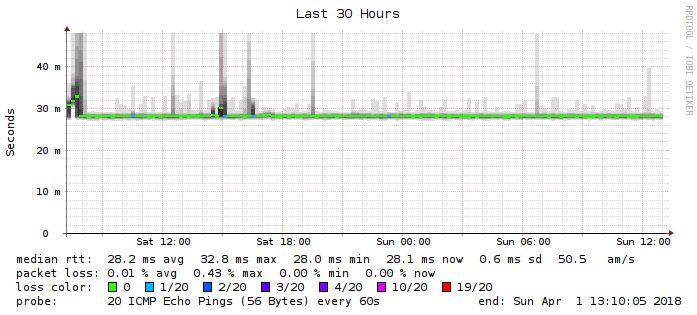 Last 30 Hours
RRDTOOL / TOBI OETIKER
Seconds
40 m
30 m
20 m
10 m
0
Sat 12:00 Sat 18:00 Sun 00:00 Sun 06:00 Sun 12:00
median rtt: 28.2 ms avg 32.8 ms max 28.0 ms min 28.1 ms now 0.6 ms sd 50.5 am/s
packet loss: 0.01 % avg 0.43 % max 0.00 % min 0.00 % now
loss color: 0 1/20 2/20 3/20 4/20 10/20 19/20
probe: 20 ICMP Echo Pings (56 Bytes) every 60s end: Sun Apr 1 13:10:05 2018